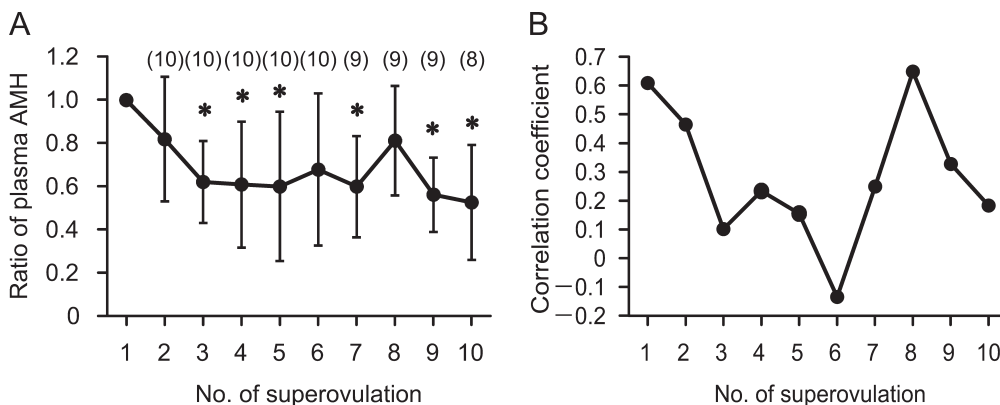 A
Ratio of plasma AMH
1.2
1.0
0.8
0.6
0.4
0.2
0
(10)(10)(10)(10)(10)(9) (9) (9) (8)
* * * * * *
1 2 3 4 5 6 7 8 9 10
No. of superovulation
B
Correlation coefficient
0.7
0.6
0.5
0.4
0.3
0.2
0.1
0
−0.1
−0.2
1 2 3 4 5 6 7 8 9 10
No. of superovulation